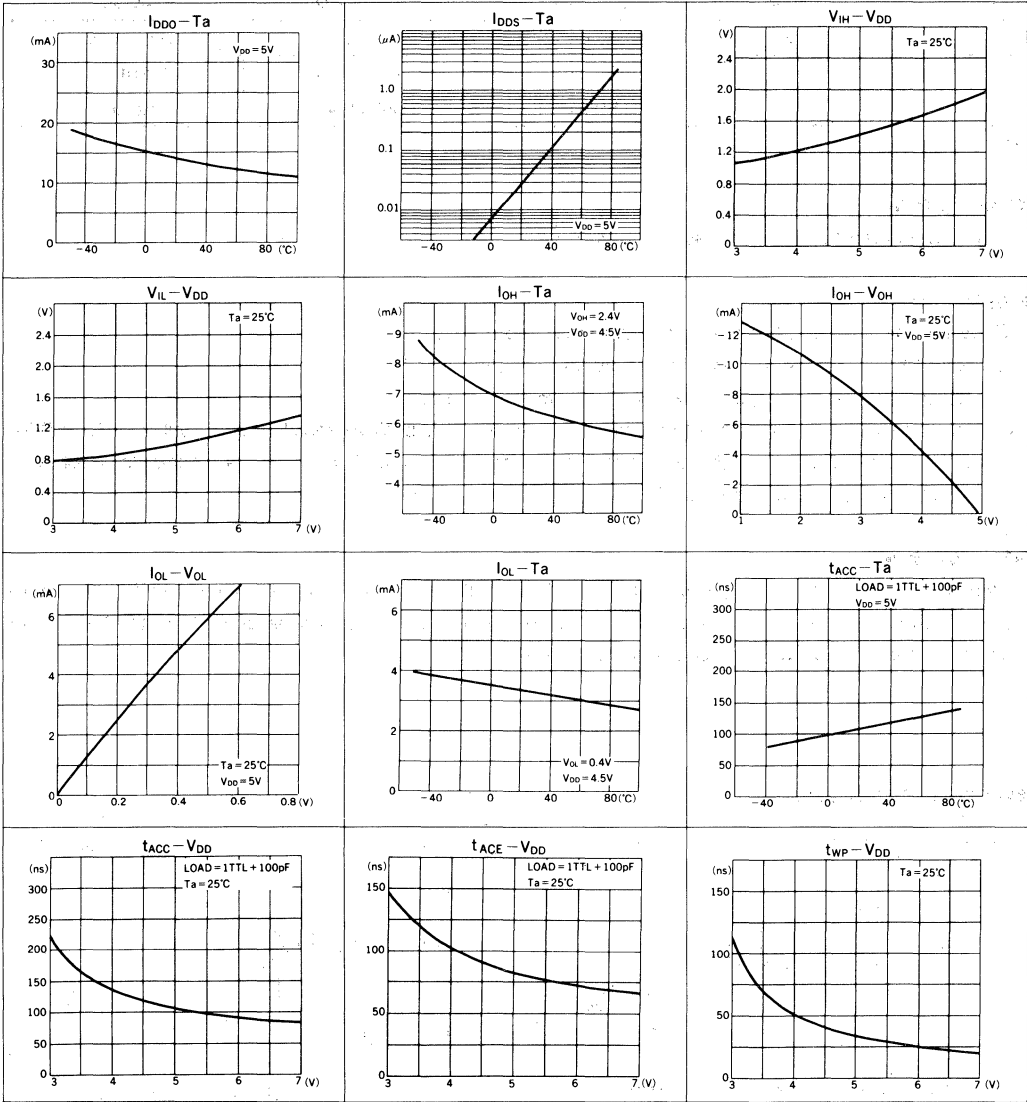 IDDO – Ta
(mA)
VDD = 5V
30
20
10
0
-40 0 40 80 (°C)
IDDS – Ta
(μA)
1.0
0.1
0.01
VDD = 5V
-40 0 40 80 (°C)
VIH – VDD
(V)
Ta = 25°C
2.4
2.0
1.6
1.2
0.8
0.4
0
3 4 5 6 7 (V)
VIL – VDD
(V)
Ta = 25°C
2.4
2.0
1.6
1.2
0.8
0.4
0
3 4 5 6 7 (V)
IOH – Ta
(mA)
VOH = 2.4V
VDD = 4.5V
-9
-8
-7
-6
-5
-4
-40 0 40 80 (°C)
IOH – VOH
(mA)
Ta = 25°C
VDD = 5V
-12
-10
-8
-6
-4
-2
0
1 2 3 4 5 (V)
IOL – VOL
(mA)
6
4
2
0
Ta = 25°C
VDD = 5V
0 0.2 0.4 0.6 0.8 (V)
IOL – Ta
(mA)
6
4
2
0
VOL = 0.4V
VDD = 4.5V
-40 0 40 80 (°C)
tACC – Ta
(ns)
LOAD = 1TTL + 100pF
VDD = 5V
300
250
200
150
100
50
0
-40 0 40 80 (°C)
tACC – VDD
(ns)
LOAD = 1TTL + 100pF
Ta = 25°C
300
250
200
150
100
50
0
3 4 5 6 7 (V)
tACE – VDD
(ns)
LOAD = 1TTL + 100pF
Ta = 25°C
150
100
50
0
3 4 5 6 7 (V)
tWP – VDD
(ns)
Ta = 25°C
150
100
50
0
3 4 5 6 7 (V)